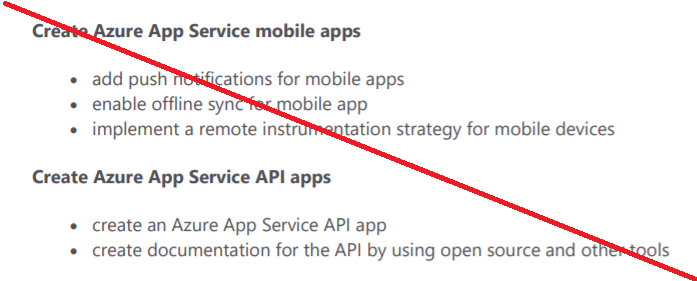 Create Azure App Service mobile apps
• add push notifications for mobile apps
• enable offline sync for mobile app
• implement a remote instrumentation strategy for mobile devices
Create Azure App Service API apps
• create an Azure App Service API app
• create documentation for the API by using open source and other tools